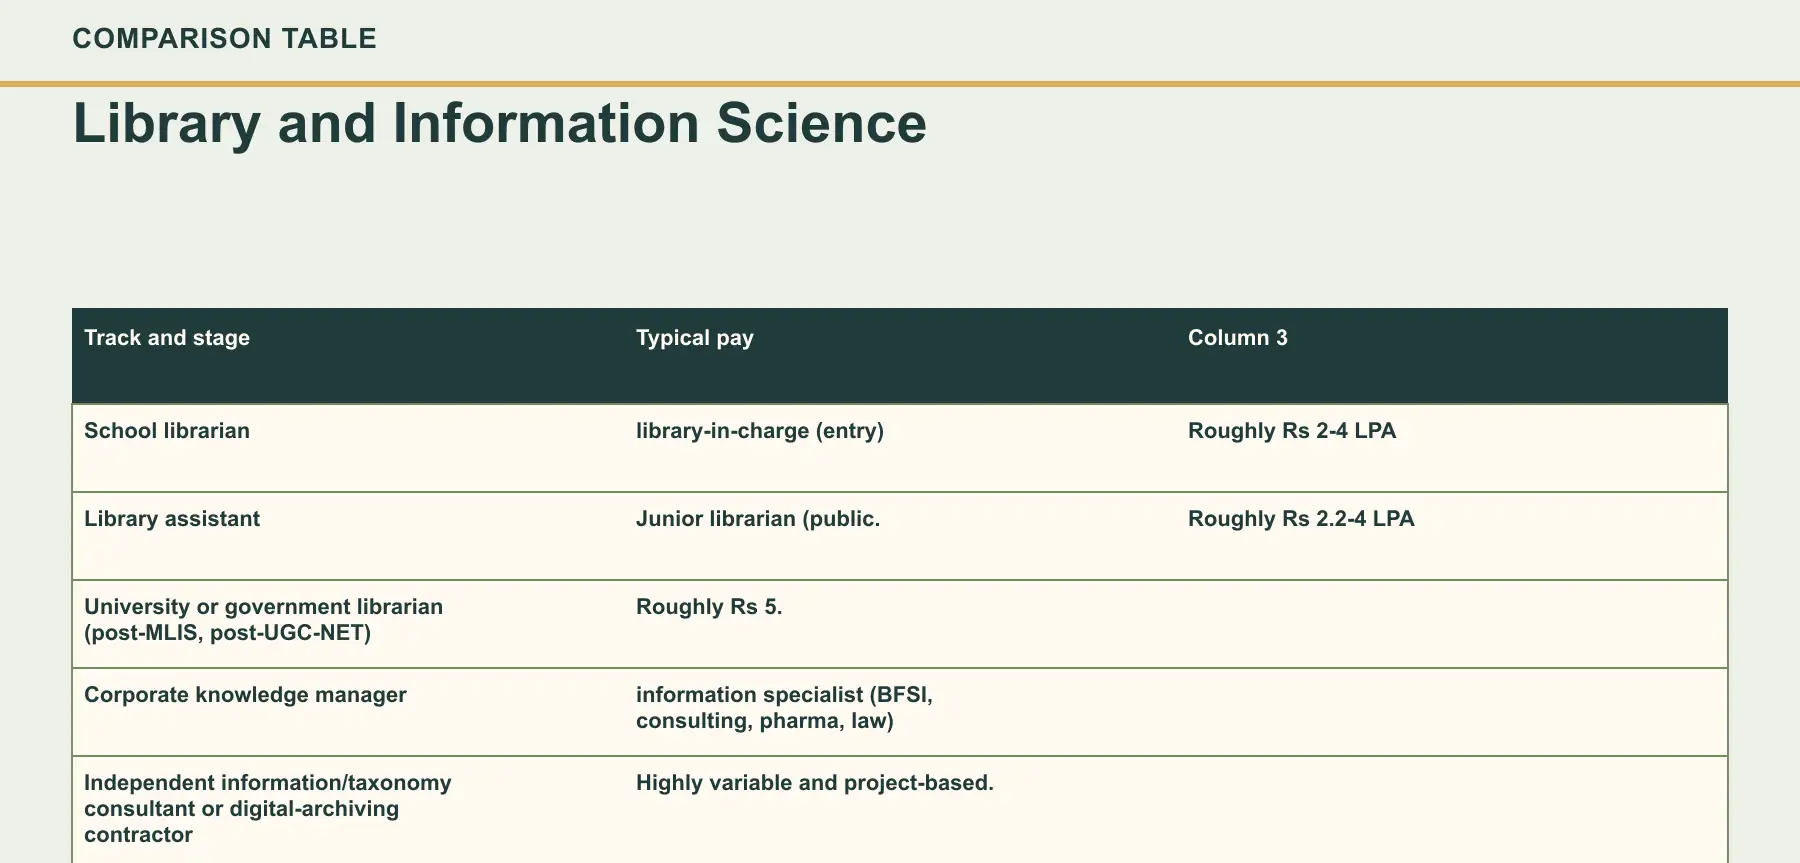 COMPARISON TABLE
Library and Information Science
Track and stage Typical pay Column 3
School librarian library-in-charge (entry) Roughly Rs 2-4 LPA
Library assistant Junior librarian (public. Roughly Rs 2.2-4 LPA
University or government librarian Roughly Rs 5.
(post-MLIS, post-UGC-NET)
Corporate knowledge manager information specialist (BFSI,
consulting, pharma, law)
Independent information/taxonomy Highly variable and project-based.
consultant or digital-archiving
contractor